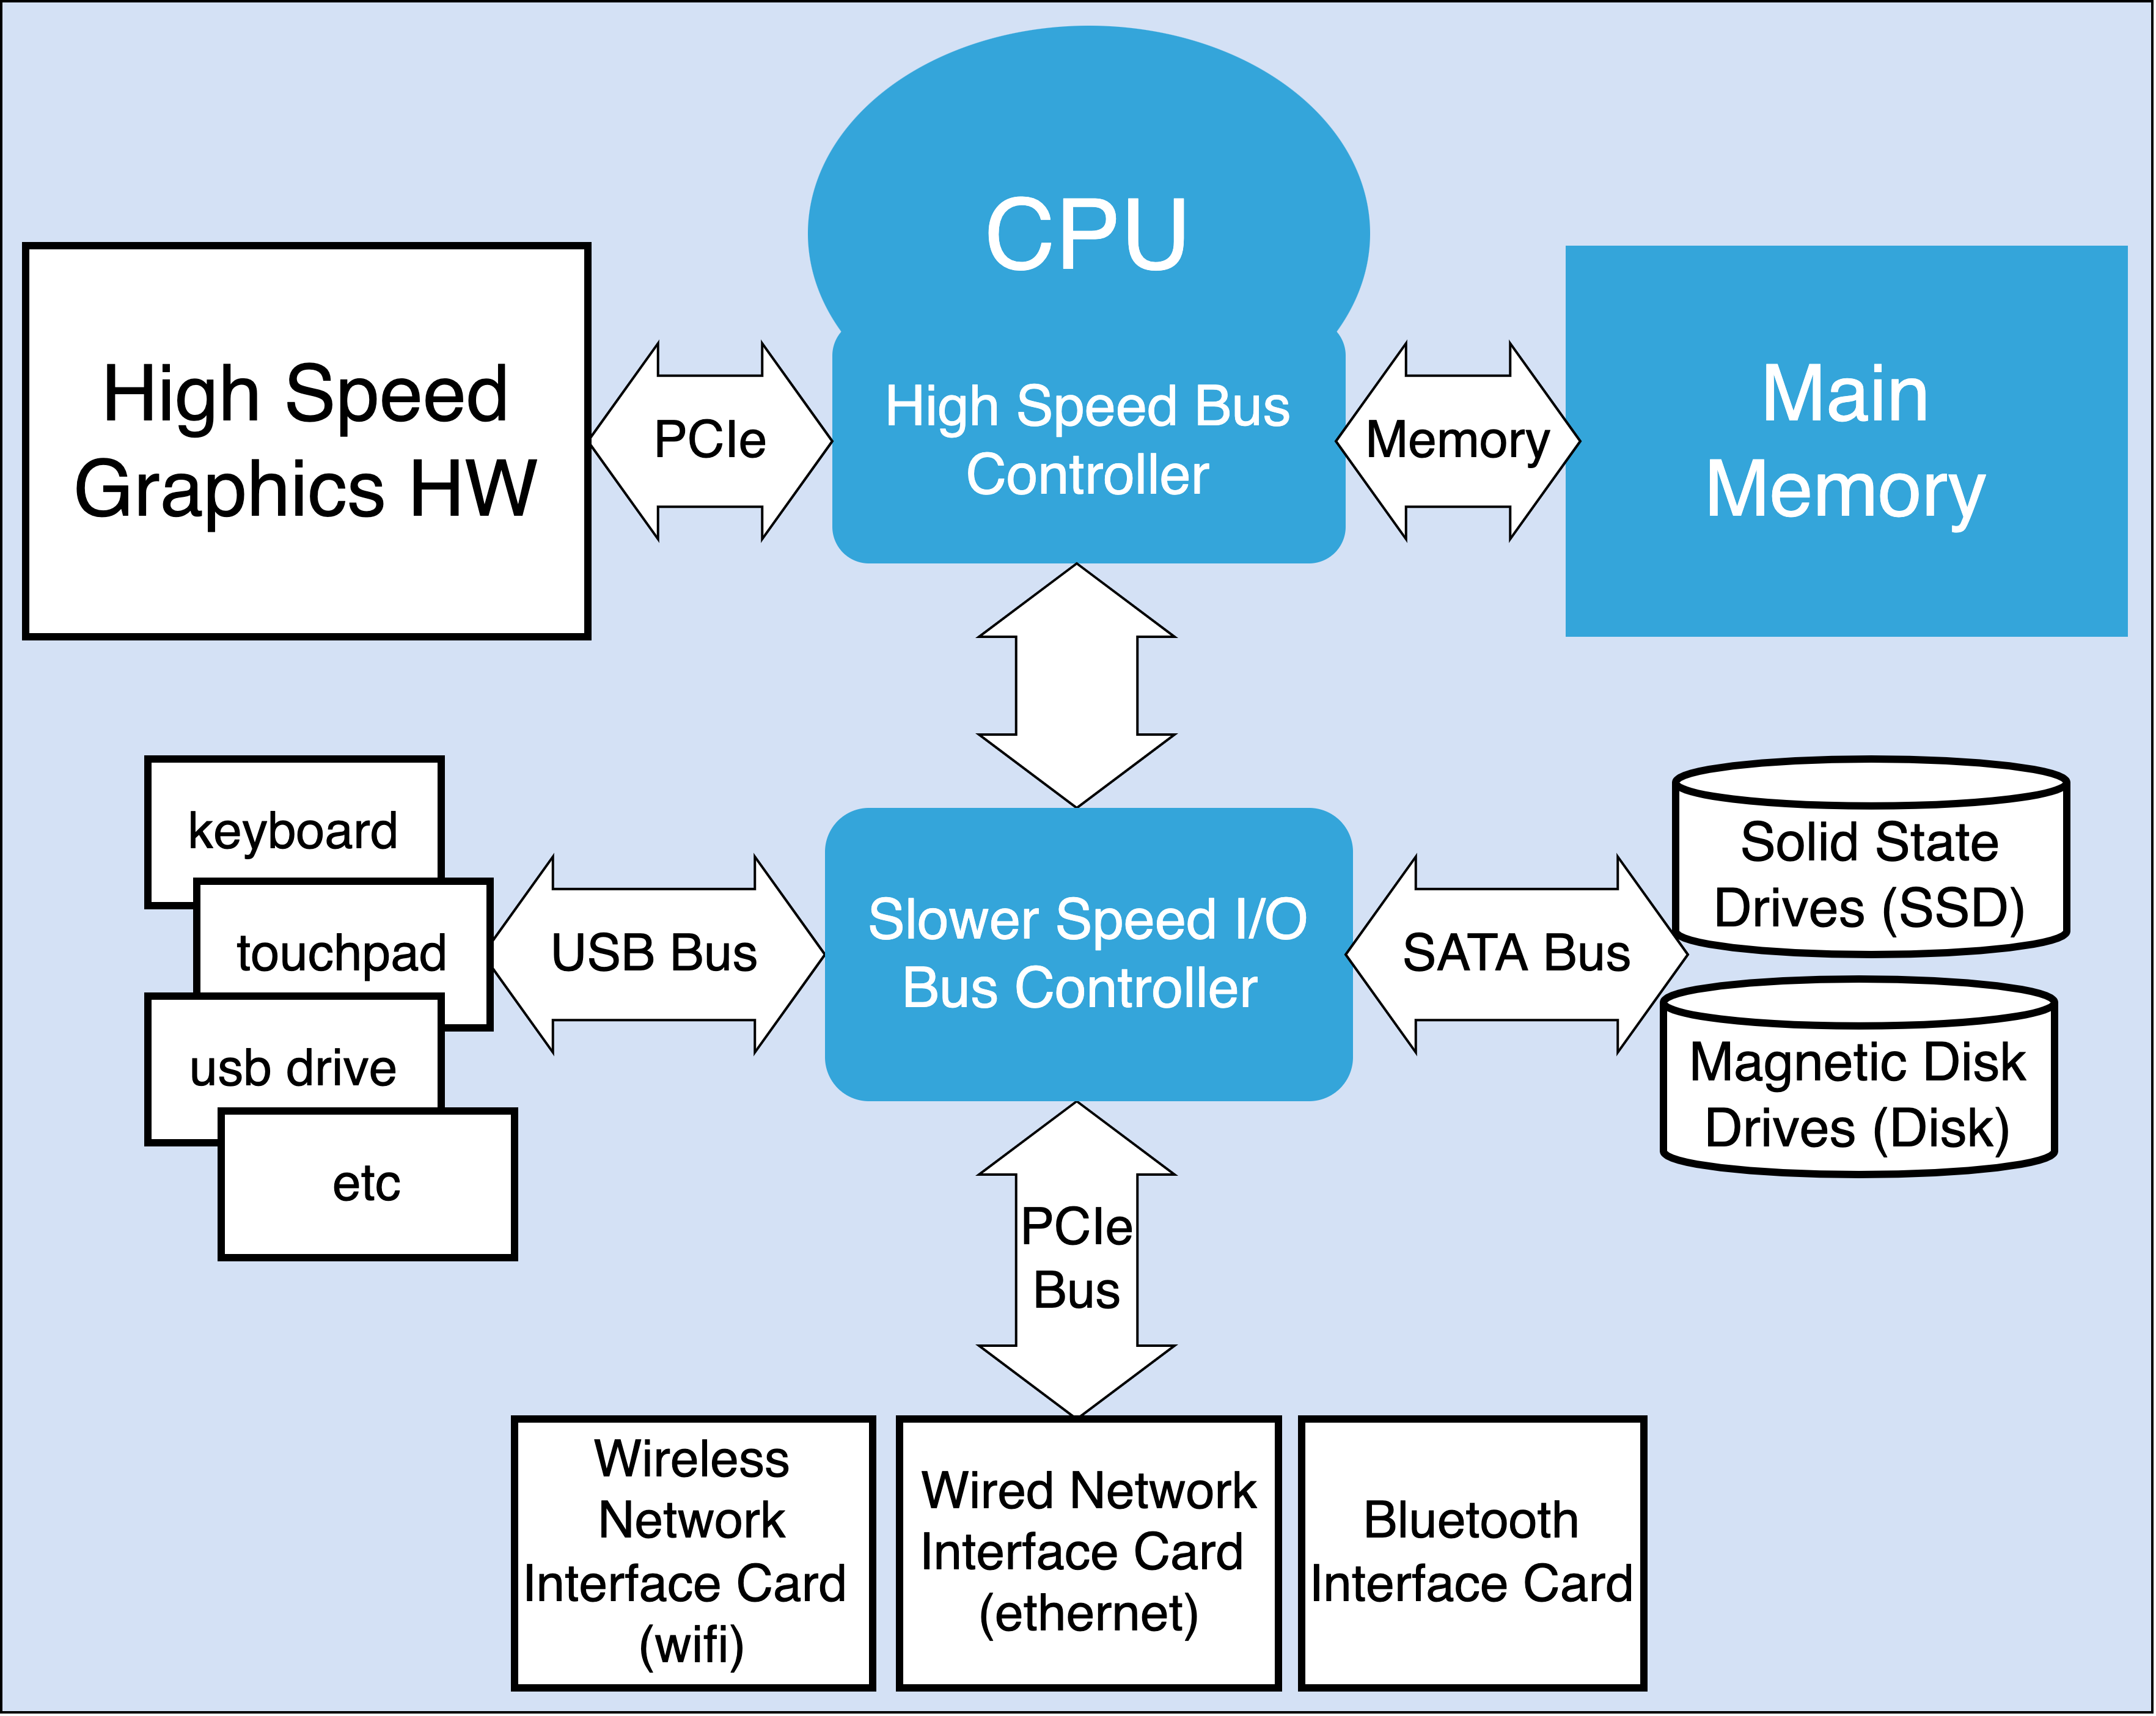 CPU
High Speed
Graphics HW
PCIe
High Speed Bus
Controller
Memory
Main
Memory
keyboard
touchpad
usb drive
etc
USB Bus
Slower Speed I/O
Bus Controller
SATA Bus
Solid State
Drives (SSD)
Magnetic Disk
Drives (Disk)
PCIe
Bus
Wireless
Network
Interface Card
(wifi)
Wired Network
Interface Card
(ethernet)
Bluetooth
Interface Card